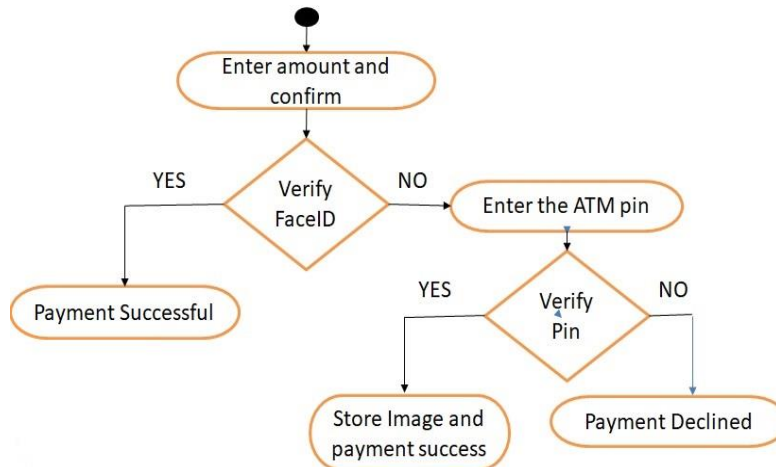 Enter amount and
confirm
YES
Verify
FaceID
NO
Enter the ATM pin
Payment Successful
YES
Verify
Pin
NO
Store Image and
payment success
Payment Declined